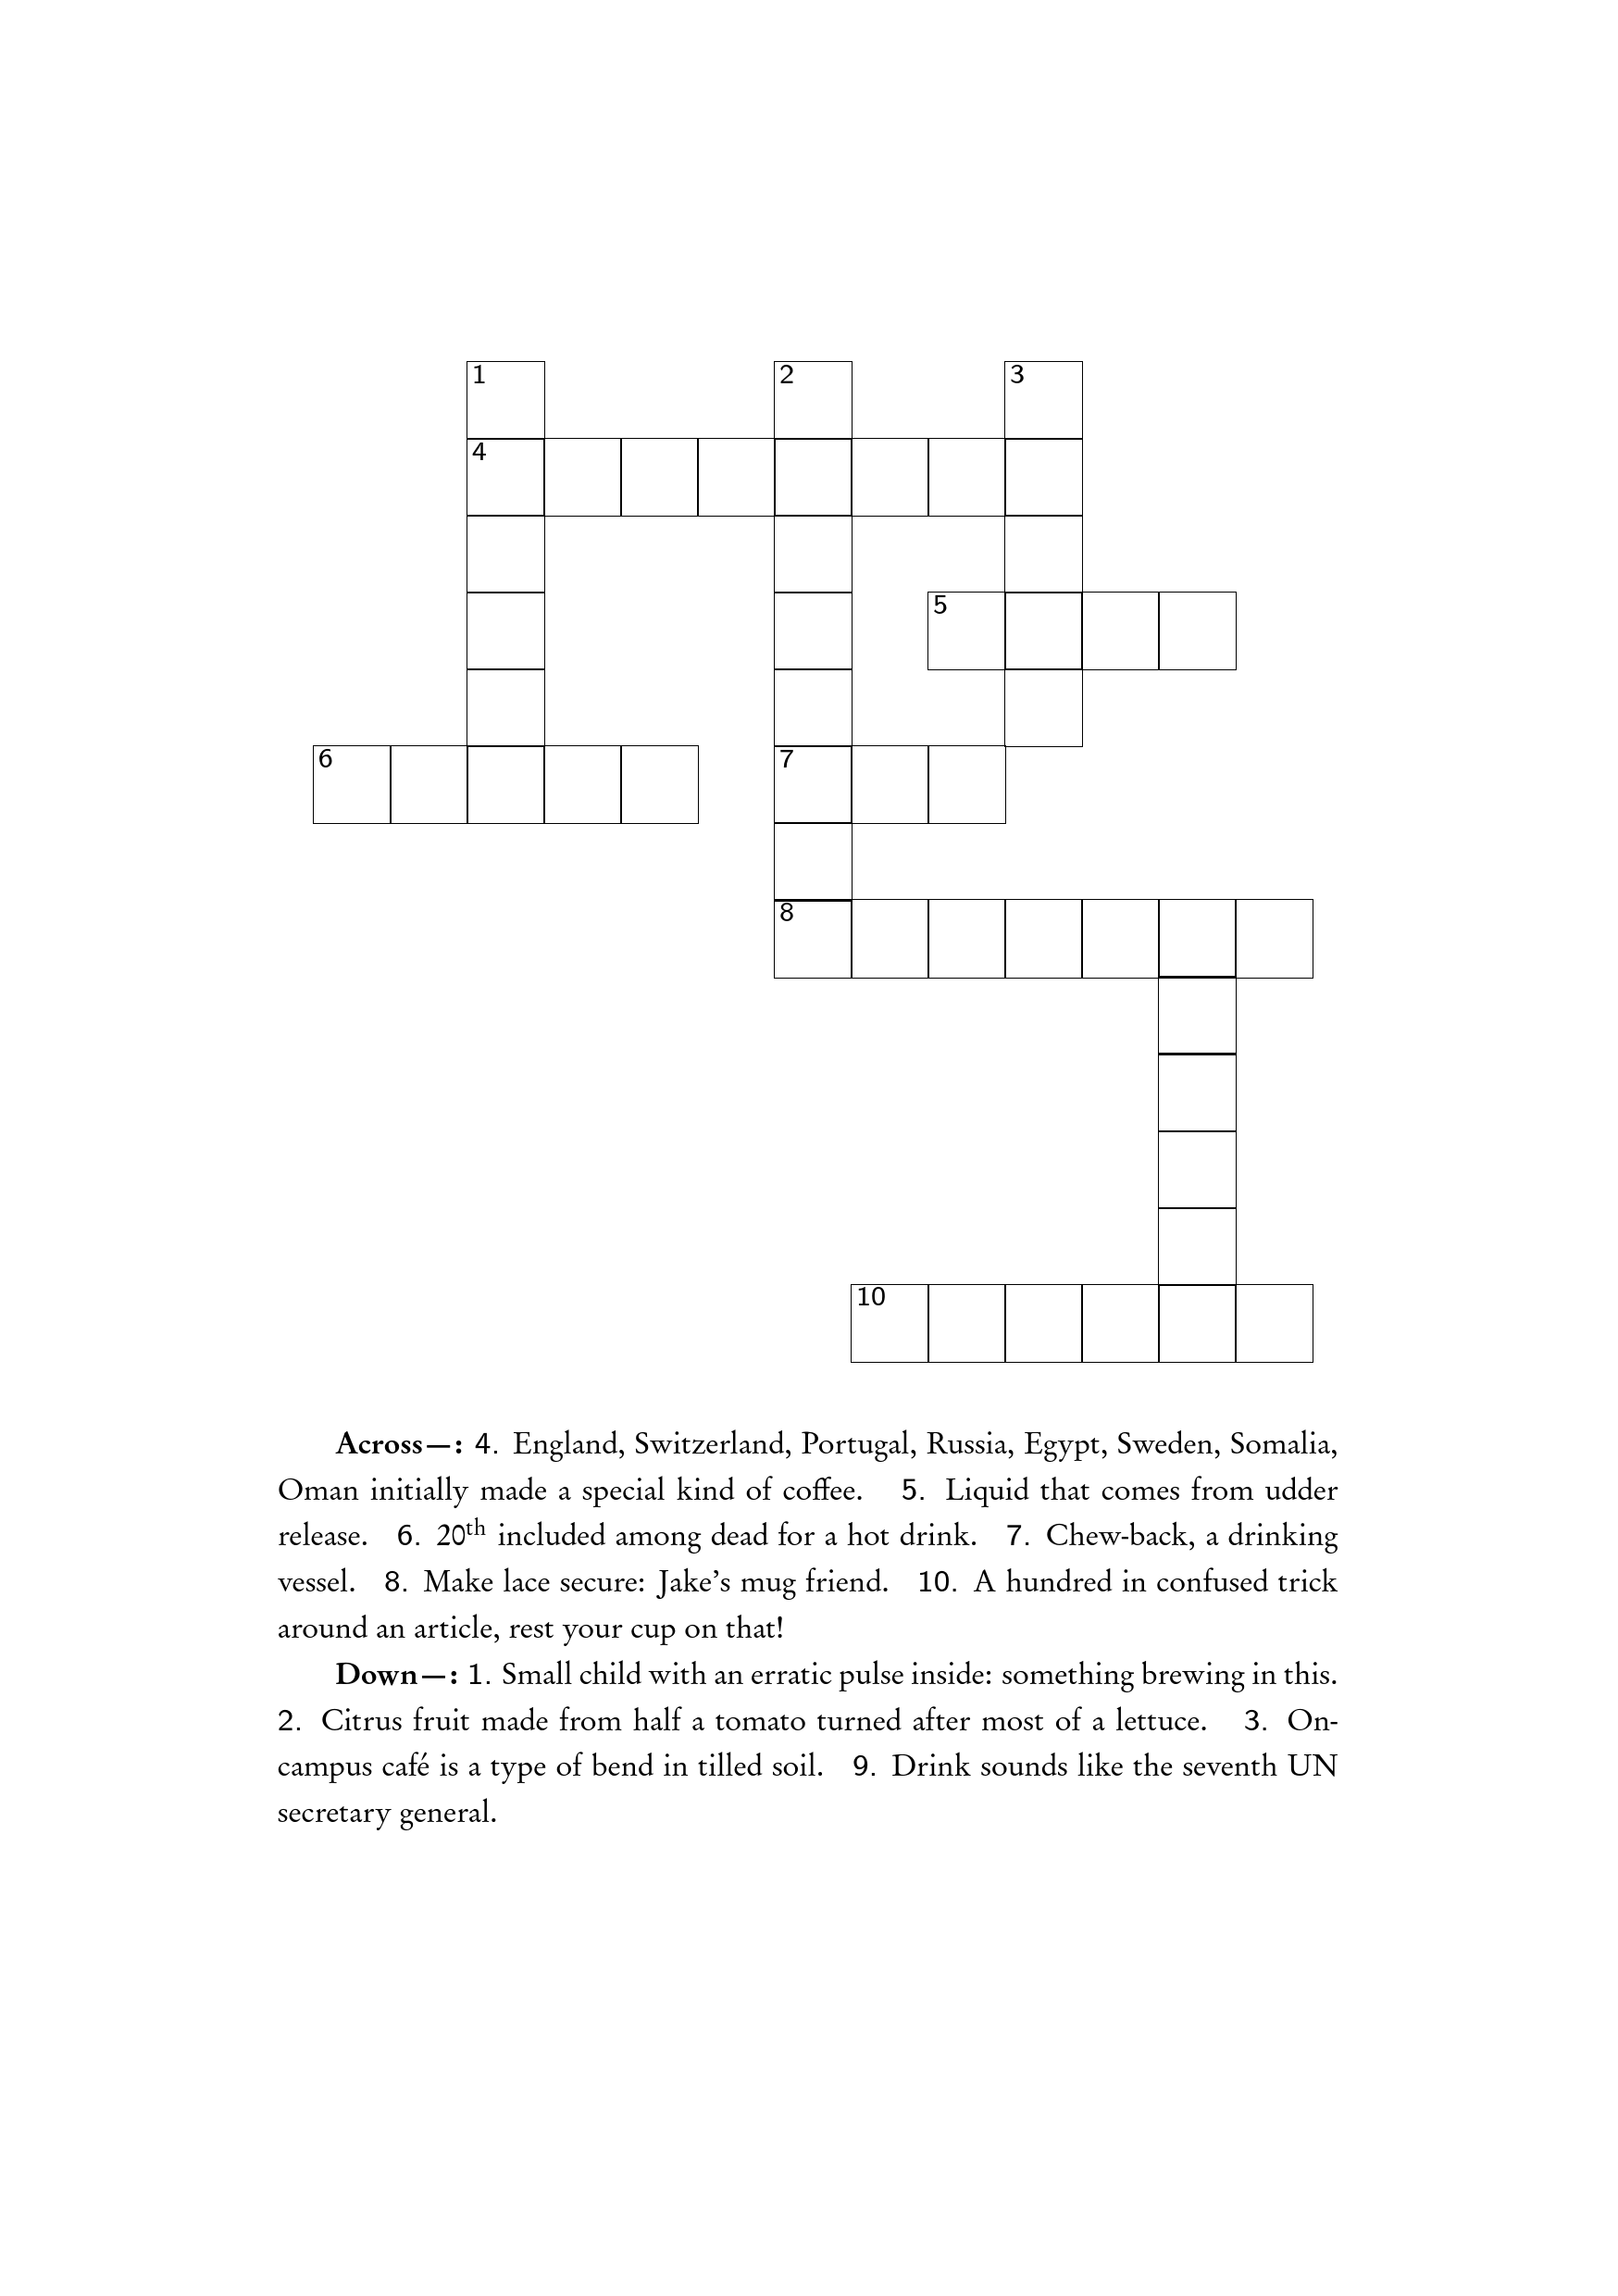 1 2 3
4
5
6 7
8
10
Across—: 4. England, Switzerland, Portugal, Russia, Egypt, Sweden, Somalia,
Oman initially made a special kind of coffee. 5. Liquid that comes from udder
release. 6. 20th included among dead for a hot drink. 7. Chew-back, a drinking
vessel. 8. Make lace secure: Jake's mug friend. 10. A hundred in confused trick
around an article, rest your cup on that!
Down—: 1. Small child with an erratic pulse inside: something brewing in this.
2. Citrus fruit made from half a tomato turned after most of a lettuce. 3. On-
campus café is a type of bend in tilled soil. 9. Drink sounds like the seventh UN
secretary general.